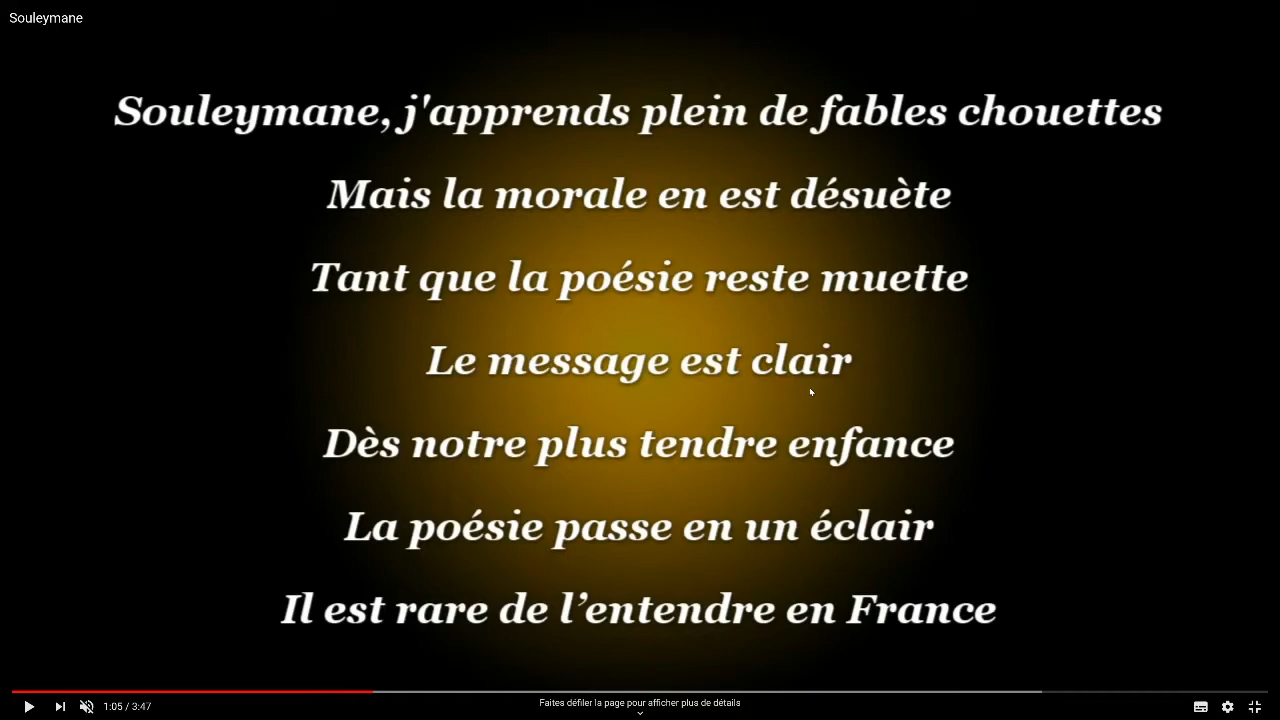 Souleymane
Souleymane, j'apprends plein de fables chouettes
Mais la morale en est désuète
Tant que la poésie reste muette
Le message est clair
Dès notre plus tendre enfance
La poésie passe en un éclair
Il est rare de l’entendre en France
1:05 / 3:47
Faites défiler la page pour afficher plus de détails